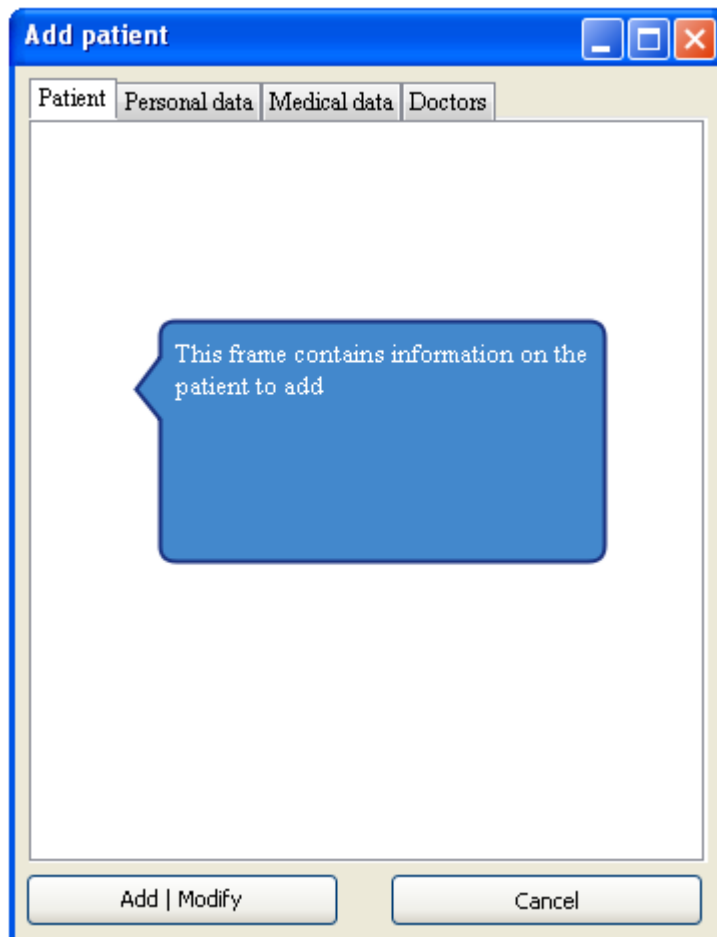 Add patient
Patient Personal data Medical data Doctors
This frame contains information on the
patient to add
Add | Modify Cancel